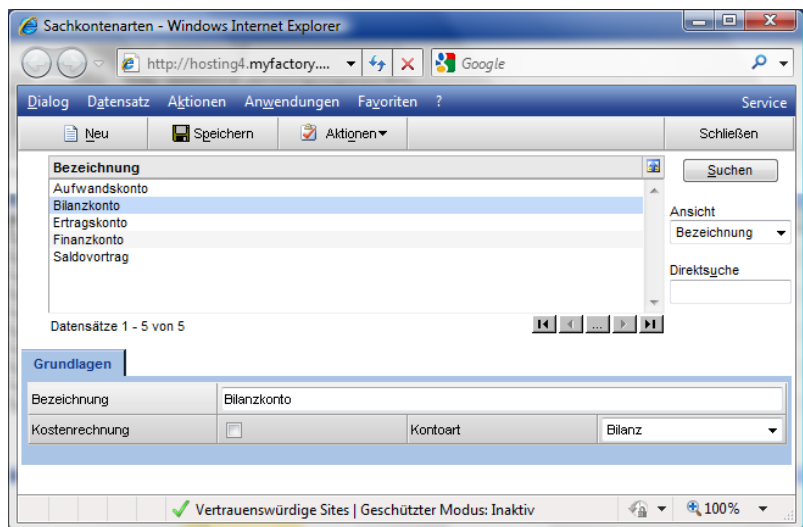 Sachkontenarten - Windows Internet Explorer
http://hosting4.myfactory.... Google
Dialog Datensatz Aktionen Anwendungen Favoriten ? Service
Neu Speichern Aktionen Schließen
Bezeichnung Suchen
Aufwandskonto
Bilanzkonto
Ertragskonto
Finanzkonto
Saldovortrag
Ansicht
Bezeichnung
Direktsuche
Datensätze 1 - 5 von 5 ...
Grundlagen
Bezeichnung Bilanzkonto
Kostenrechnung Kontoart Bilanz
Vertrauenswürdige Sites | Geschützter Modus: Inaktiv 100%